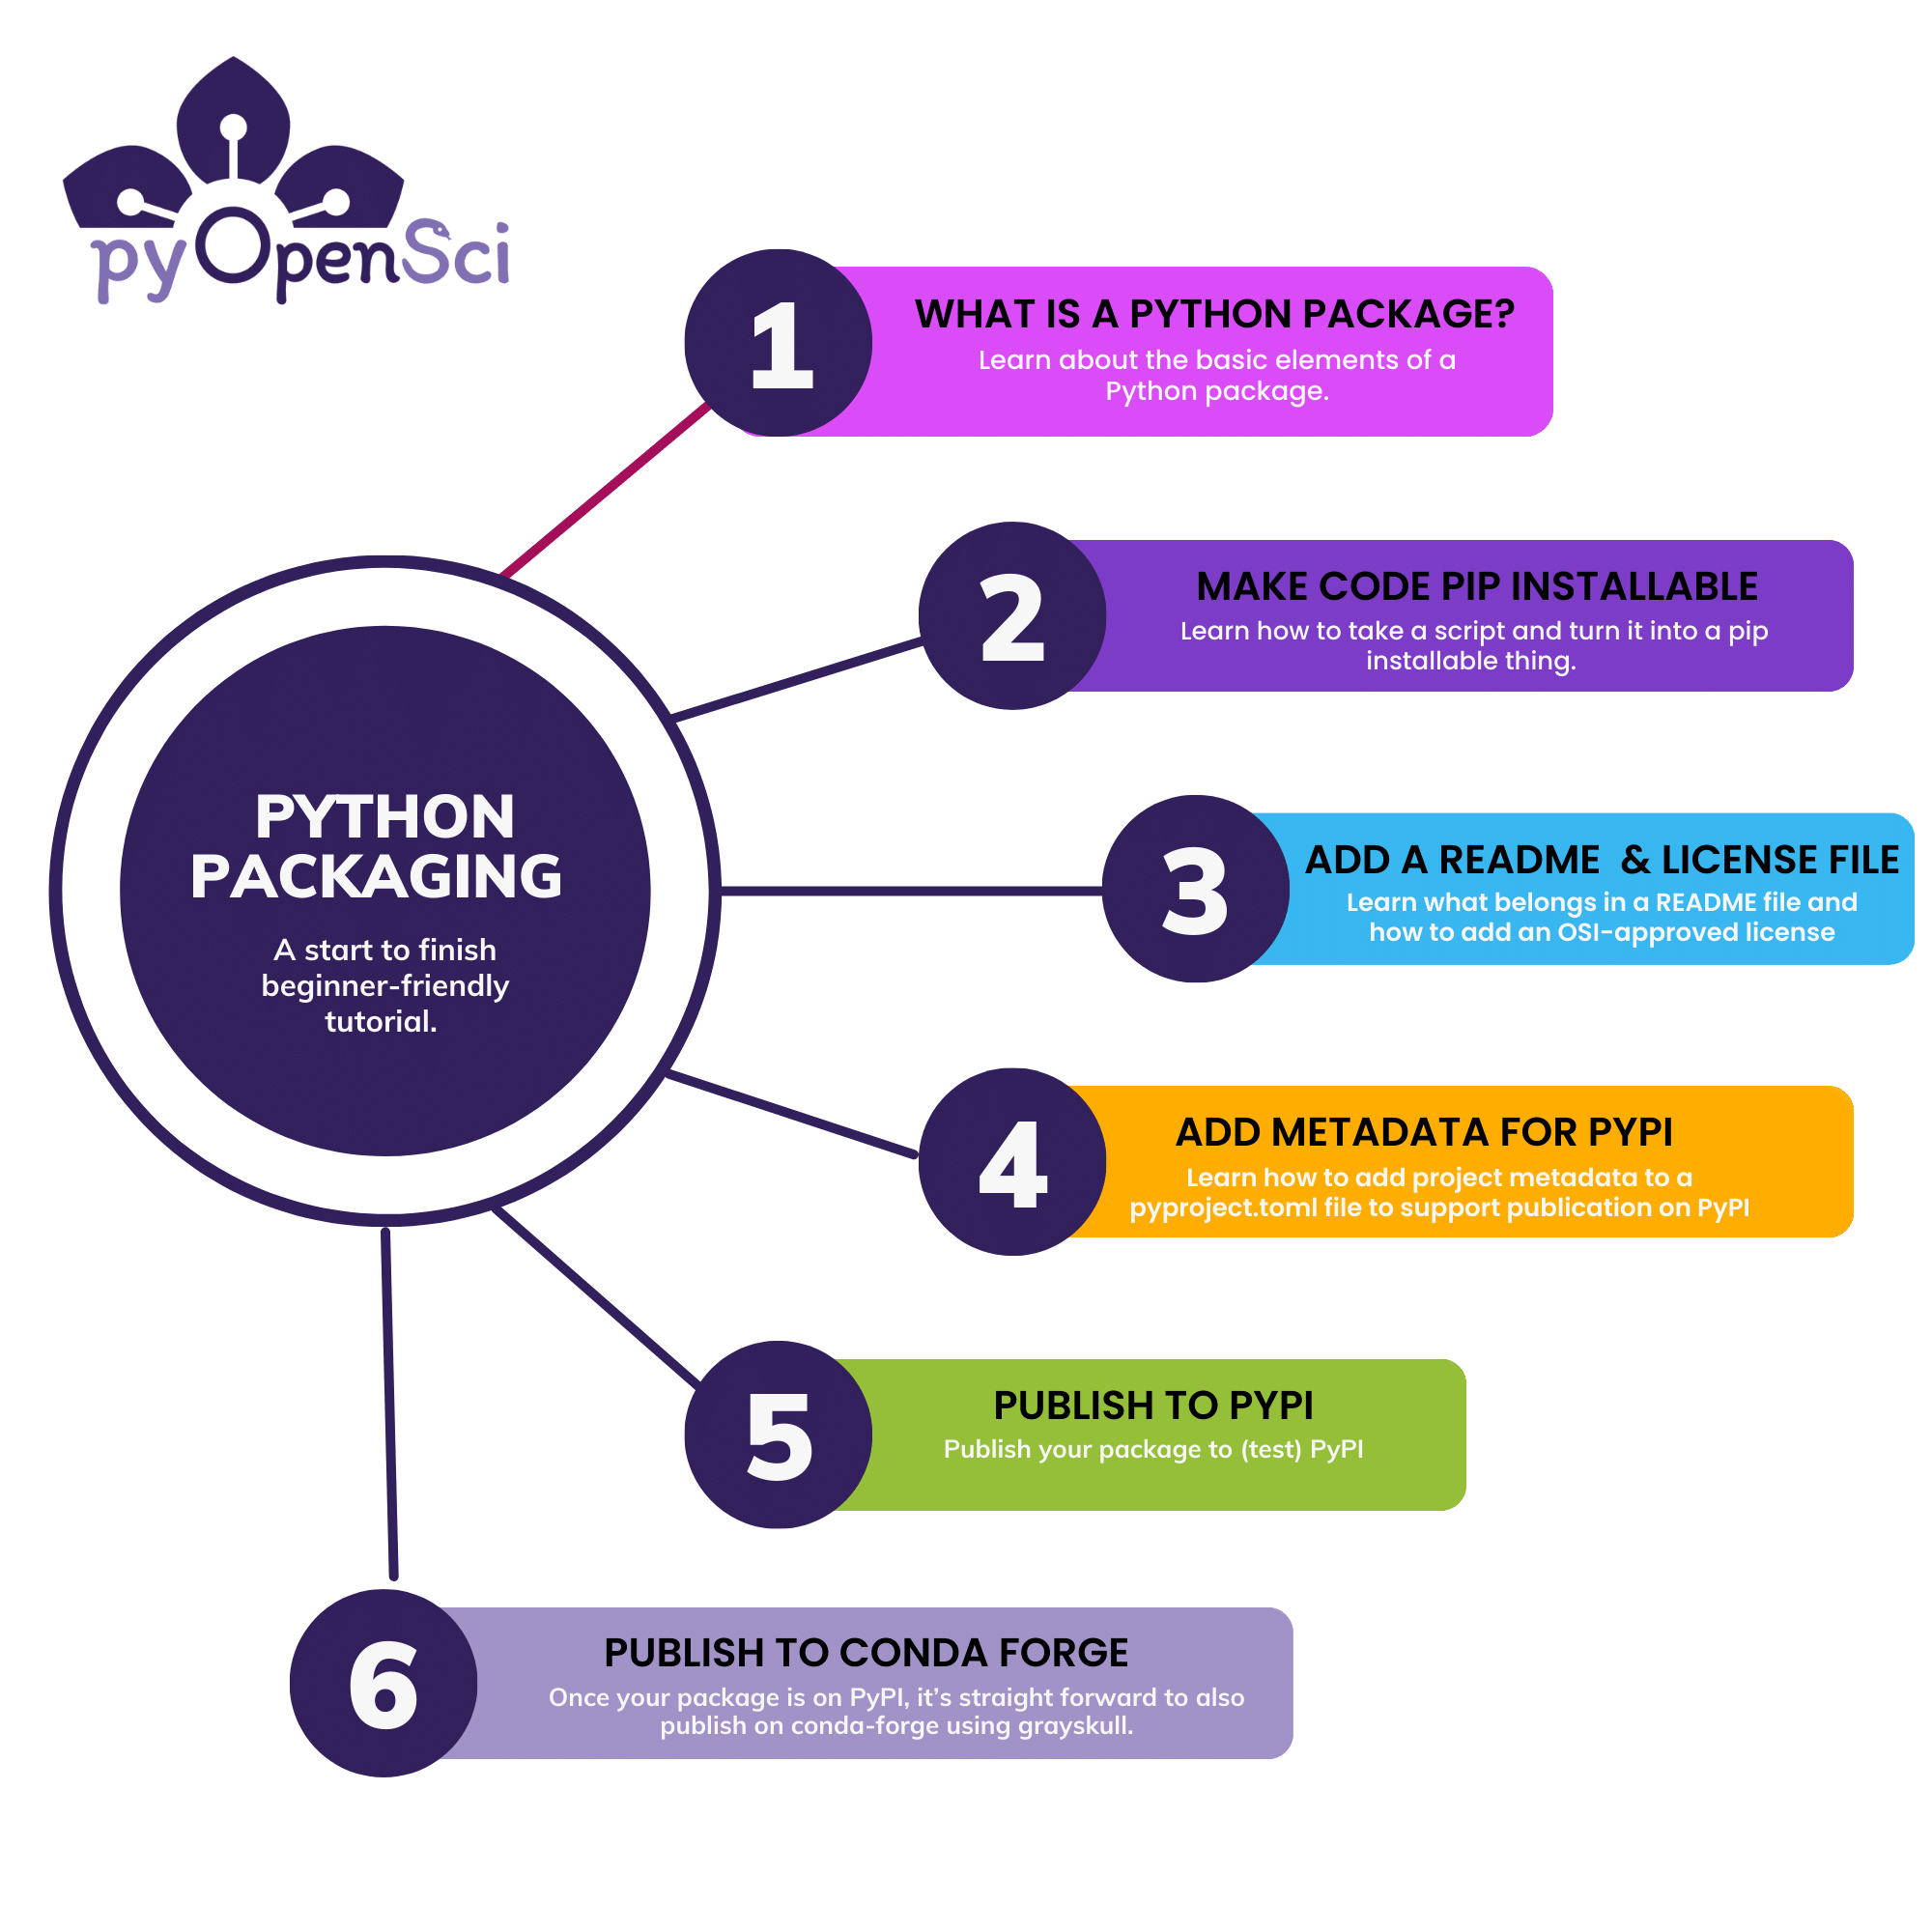 pyOpenSci
1
WHAT IS A PYTHON PACKAGE?
Learn about the basic elements of a
Python package.
2
MAKE CODE PIP INSTALLABLE
Learn how to take a script and turn it into a pip
installable thing.
PYTHON
PACKAGING
A start to finish
beginner-friendly
tutorial.
3
ADD A README & LICENSE FILE
Learn what belongs in a README file and
how to add an OSI-approved license
4
ADD METADATA FOR PYPI
Learn how to add project metadata to a
pyproject.toml file to support publication on PyPI
5
PUBLISH TO PYPI
Publish your package to (test) PyPI
6
PUBLISH TO CONDA FORGE
Once your package is on PyPI, it's straight forward to also
publish on conda-forge using grayskull.